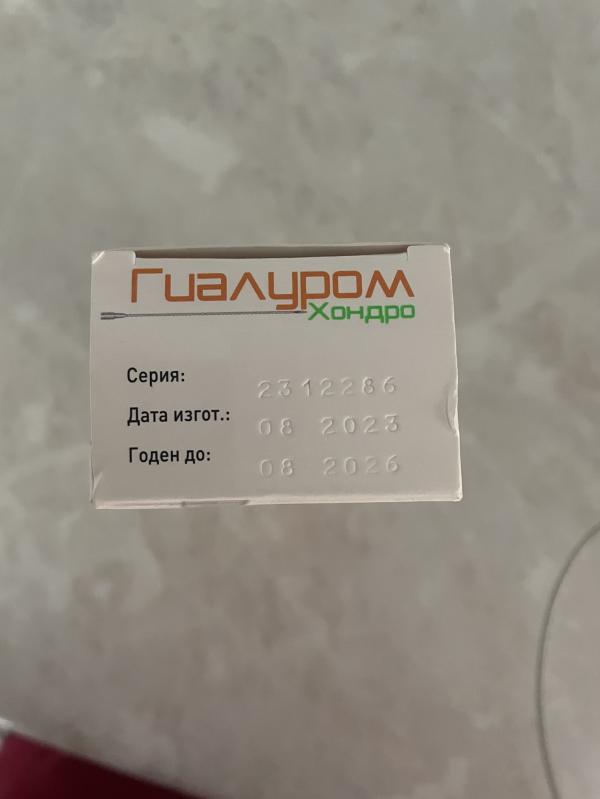 Гиалуром
Хондро
Серия: 2312286
Дата изгот.: 08 2023
Годен до: 08 2026